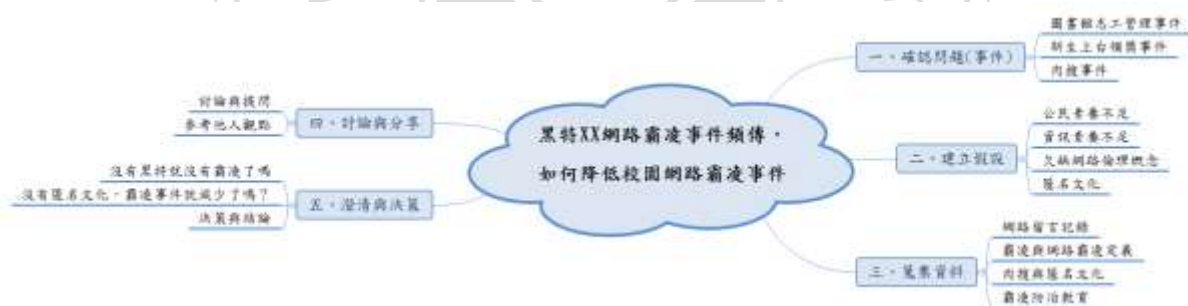 黑特XX網路霸凌事件頻傳，
如何降低校園網路霸凌事件
一、確認問題(事件)
圖書館志工管理事件
新生上台領獎事件
肉搜事件
二、建立假設
公民素養不足
資訊素養不足
欠缺網路倫理概念
匿名文化
三、蒐集資料
網路留言記錄
霸凌與網路霸凌定義
肉搜與匿名文化
霸凌防治教育
四、討論與分享
討論與提問
參考他人觀點
五、澄清與決策
沒有黑特就沒有霸凌了嗎
沒有匿名文化，霸凌事件就減少了嗎？
決策與結論